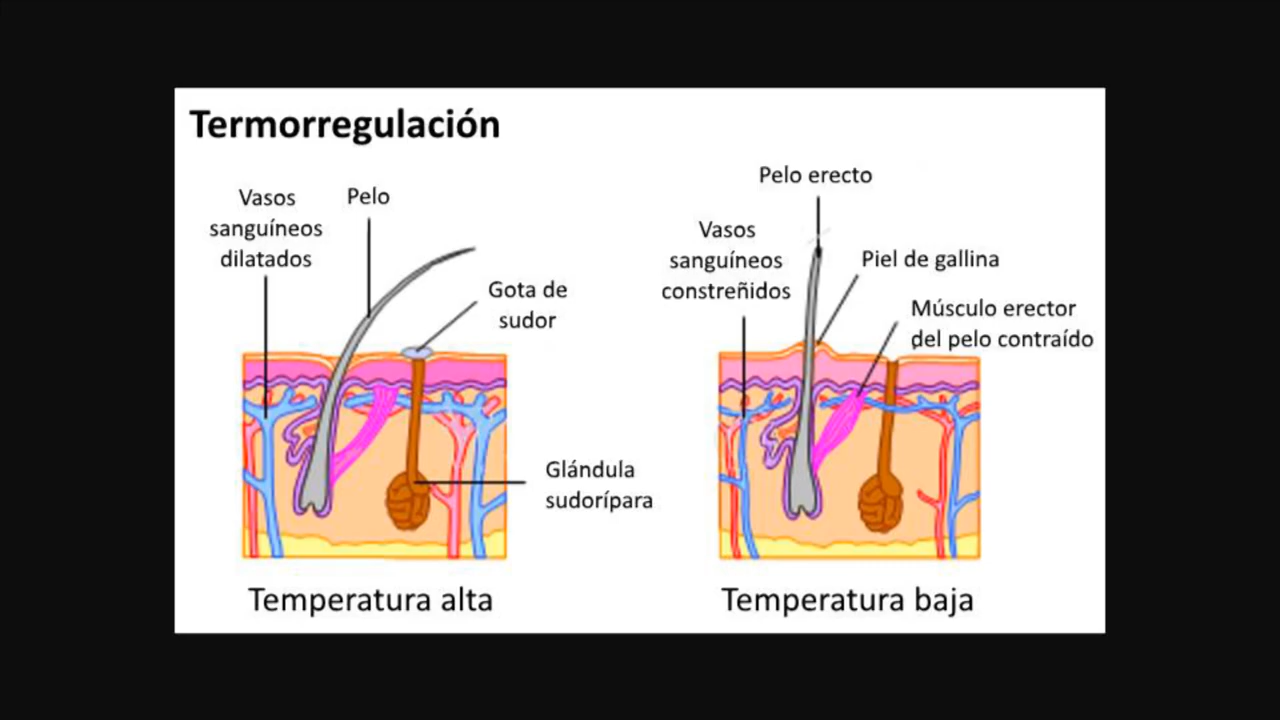 Termorregulación
Vasos
sanguíneos
dilatados
Pelo
Gota de
sudor
Glándula
sudorípara
Temperatura alta
Pelo erecto
Vasos
sanguíneos
constreñidos
Piel de gallina
Músculo erector
del pelo contraído
Temperatura baja